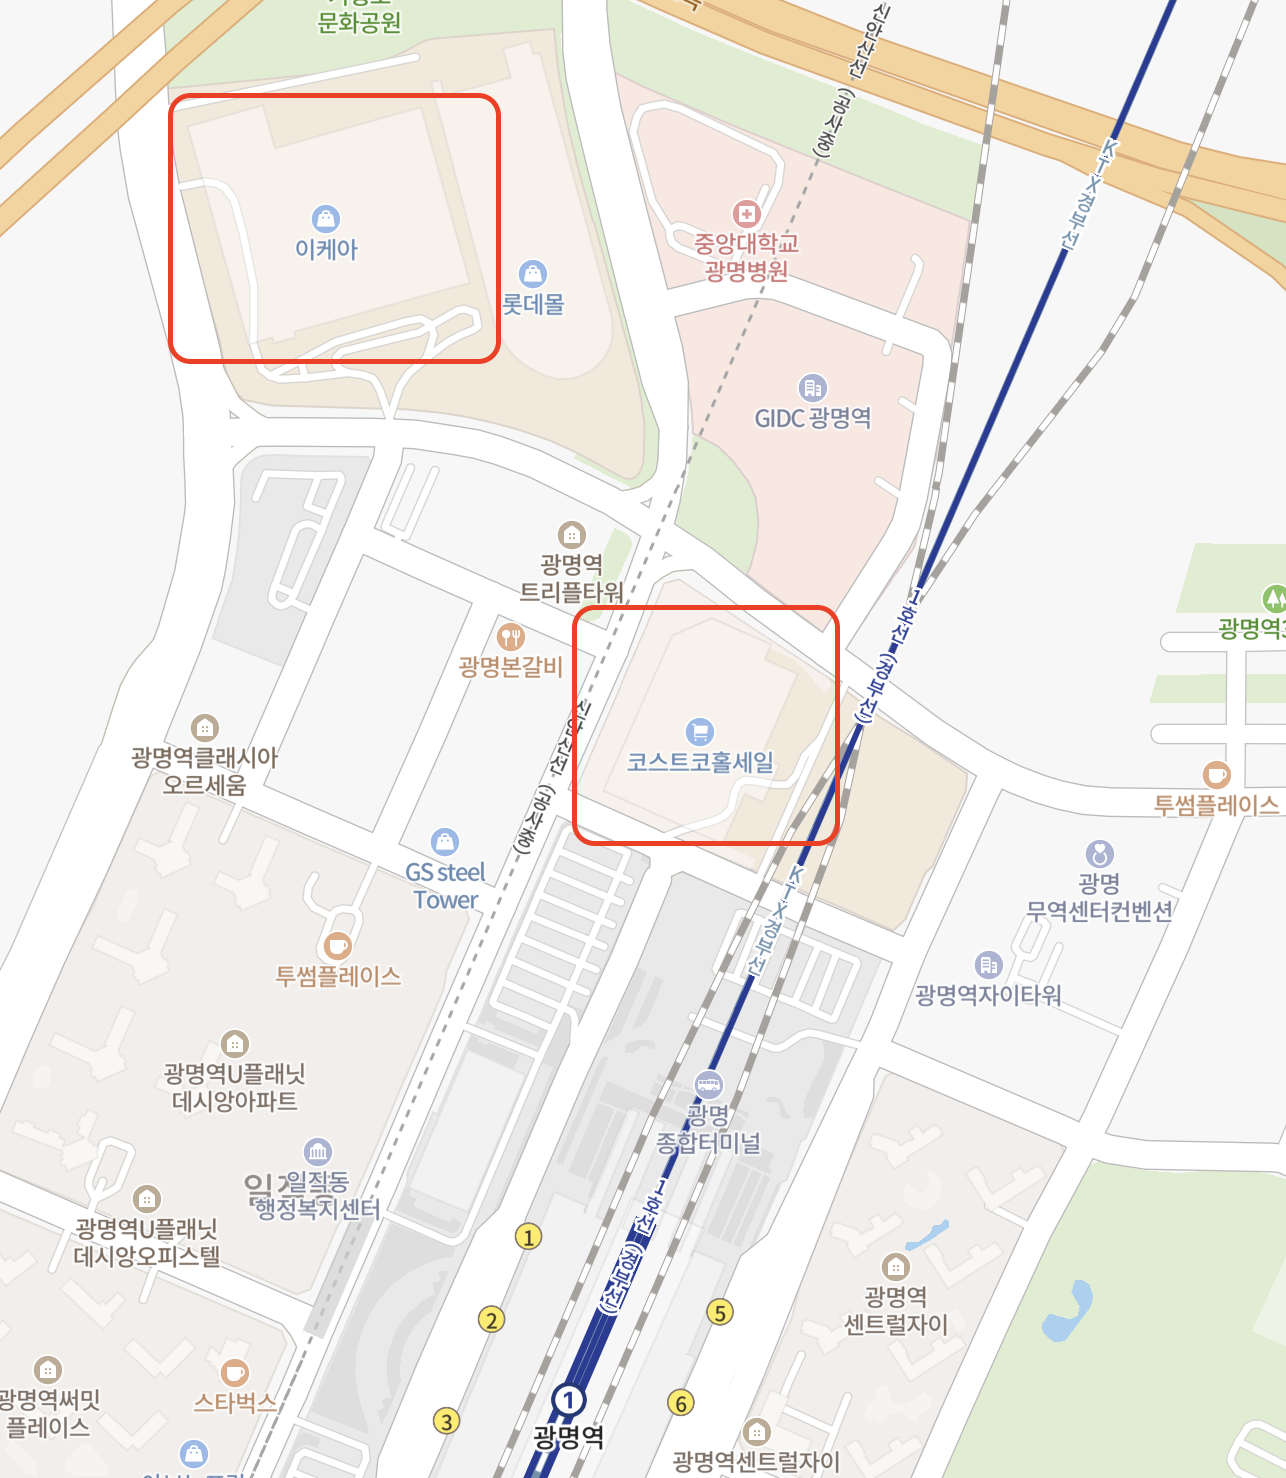 문화공원
신안산선 (공사중)
KTX경부선
이케아
롯데몰
중앙대학교
광명병원
GIDC 광명역
광명역
트리플타워
광명본갈비
1호선 (경부선)
광명역3
신안산선 (공사중)
코스트코홀세일
광명역클래시아
오르세움
투썸플레이스
GS steel
Tower
KTX경부선
광명
무역센터컨벤션
투썸플레이스
광명역자이타워
광명역U플래닛
데시앙아파트
광명
종합터미널
일직동
행정복지센터
1호선 (경부선)
광명역U플래닛
데시앙오피스텔
1
2
3
5
6
광명역
센트럴자이
광명역써밋
플레이스
스타벅스
1
광명역
광명역센트럴자이